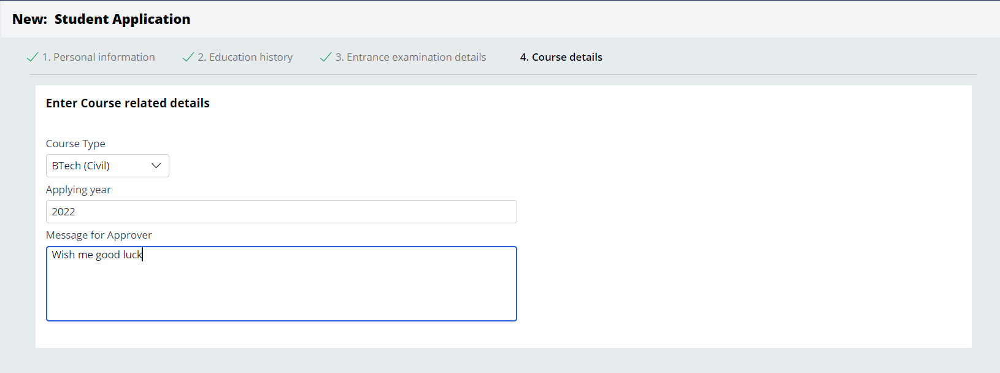 New: Student Application
1. Personal information 2. Education history 3. Entrance examination details 4. Course details
Enter Course related details
Course Type
BTech (Civil)
Applying year
2022
Message for Approver
Wish me good luck